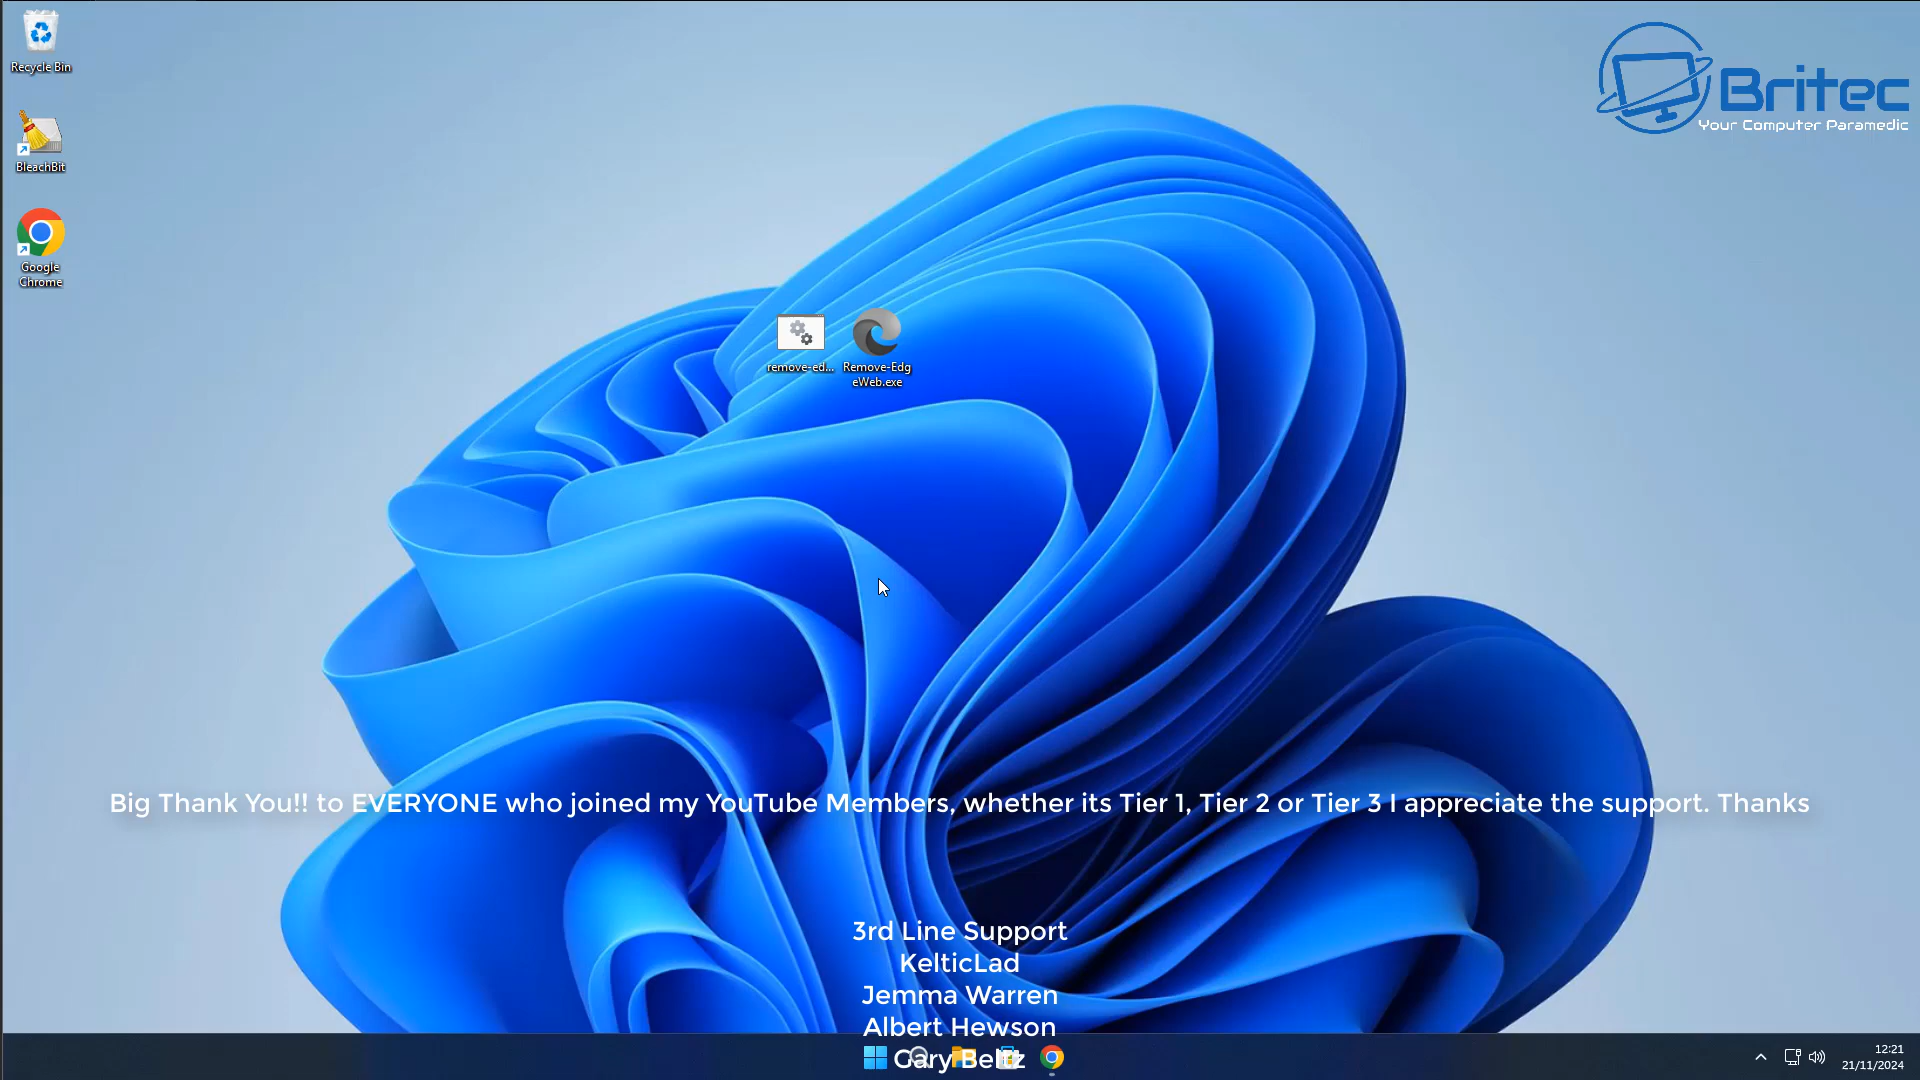 Recycle Bin
BleachBit
Google
Chrome
remove-ed...
Remove-Edg
eWeb.exe
Britec
Your Computer Paramedic
Big Thank You!! to EVERYONE who joined my YouTube Members, whether its Tier 1, Tier 2 or Tier 3 I appreciate the support. Thanks
3rd Line Support
KelticLad
Jemma Warren
Albert Hewson
Gary Beltz
12:21
21/11/2024